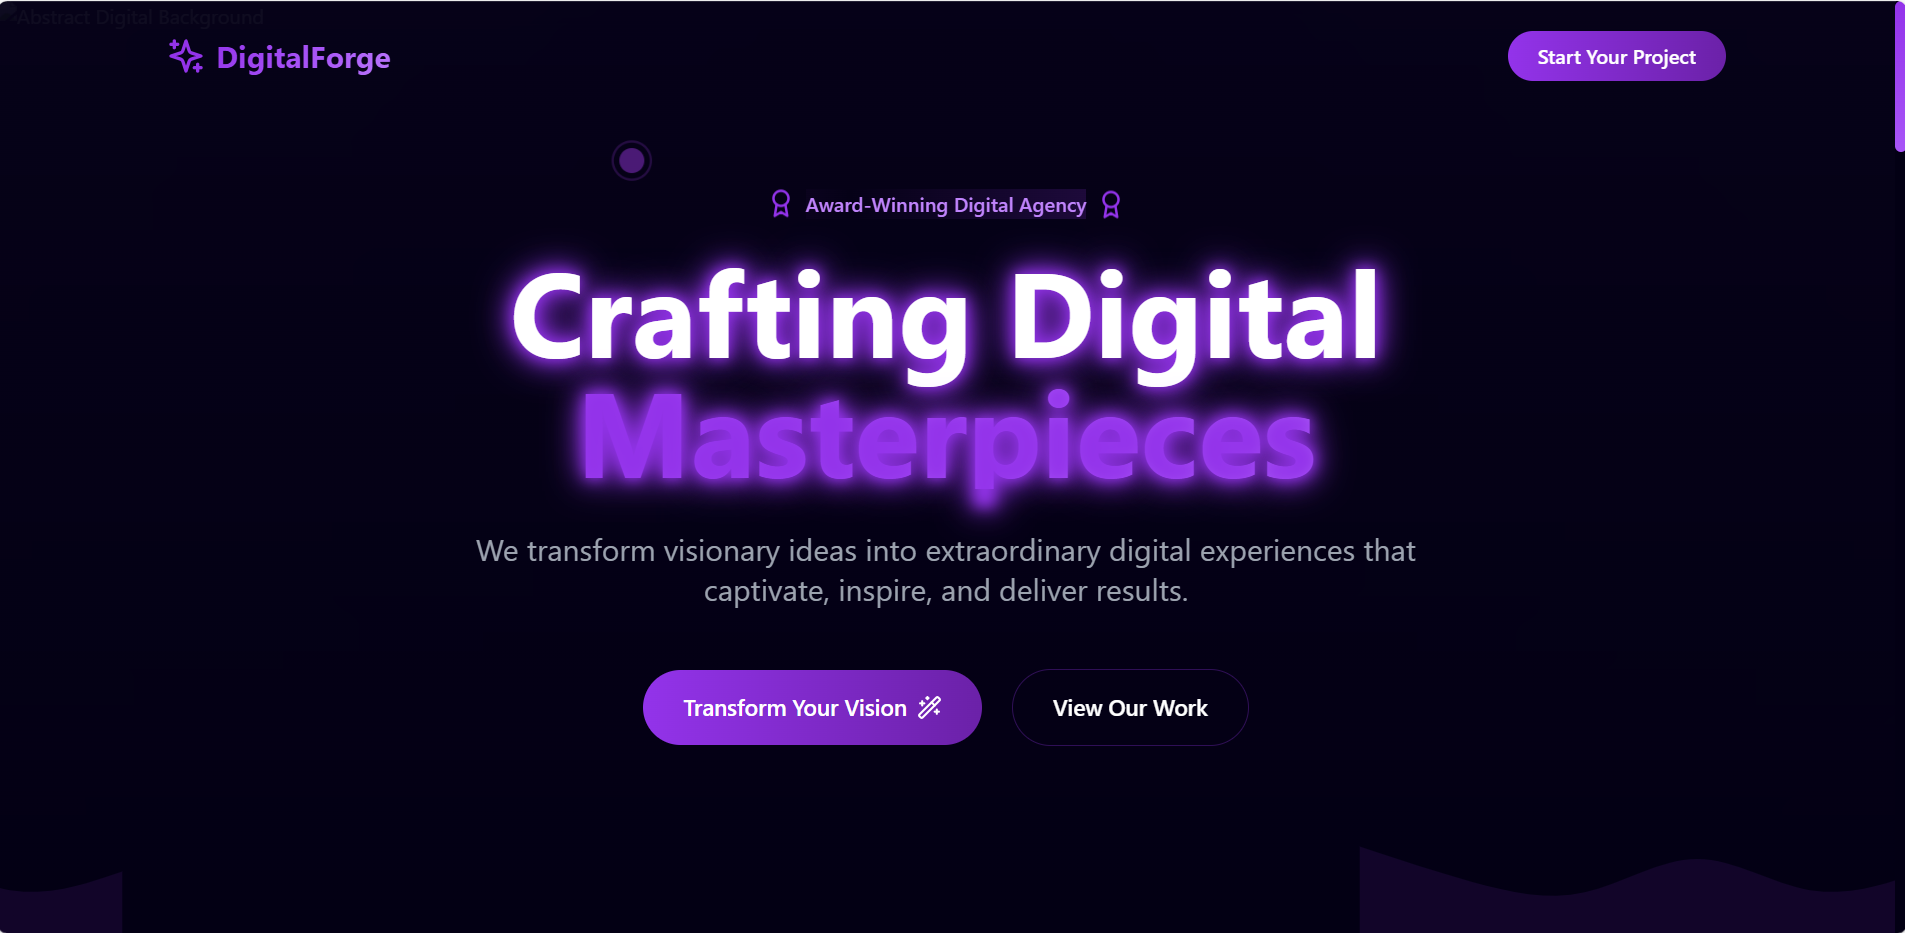 Abstract Digital Background
DigitalForge
Start Your Project
Award-Winning Digital Agency
Crafting Digital
Masterpieces
We transform visionary ideas into extraordinary digital experiences that
captivate, inspire, and deliver results.
Transform Your Vision
View Our Work